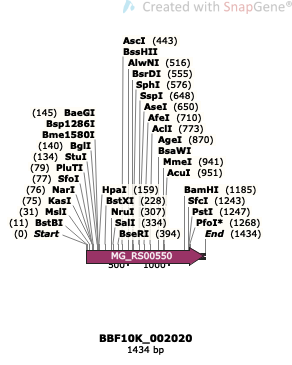 Created with SnapGene®
AscI (443)
BssHII
AlwNI (516)
BsrDI (555)
SphI (576)
SspI (648)
AseI (650)
AfeI (710)
AclI (773)
AgeI (870)
BsaWI
MmeI (941)
AcuI (951)
(145) BaeGI
Bsp1286I
Bme1580I
(140) BglI
(134) StuI
(79) PluTI
(77) SfoI
(76) NarI
(75) KasI
(31) MslI
(11) BstBI
(0) Start
HpaI (159)
BstXI (228)
NruI (307)
SalI (334)
BseRI (394)
BamHI (1185)
SfcI (1243)
PstI (1247)
PfoI* (1268)
End (1434)
MG_RS00550
500
1000
BBF10K_002020
1434 bp